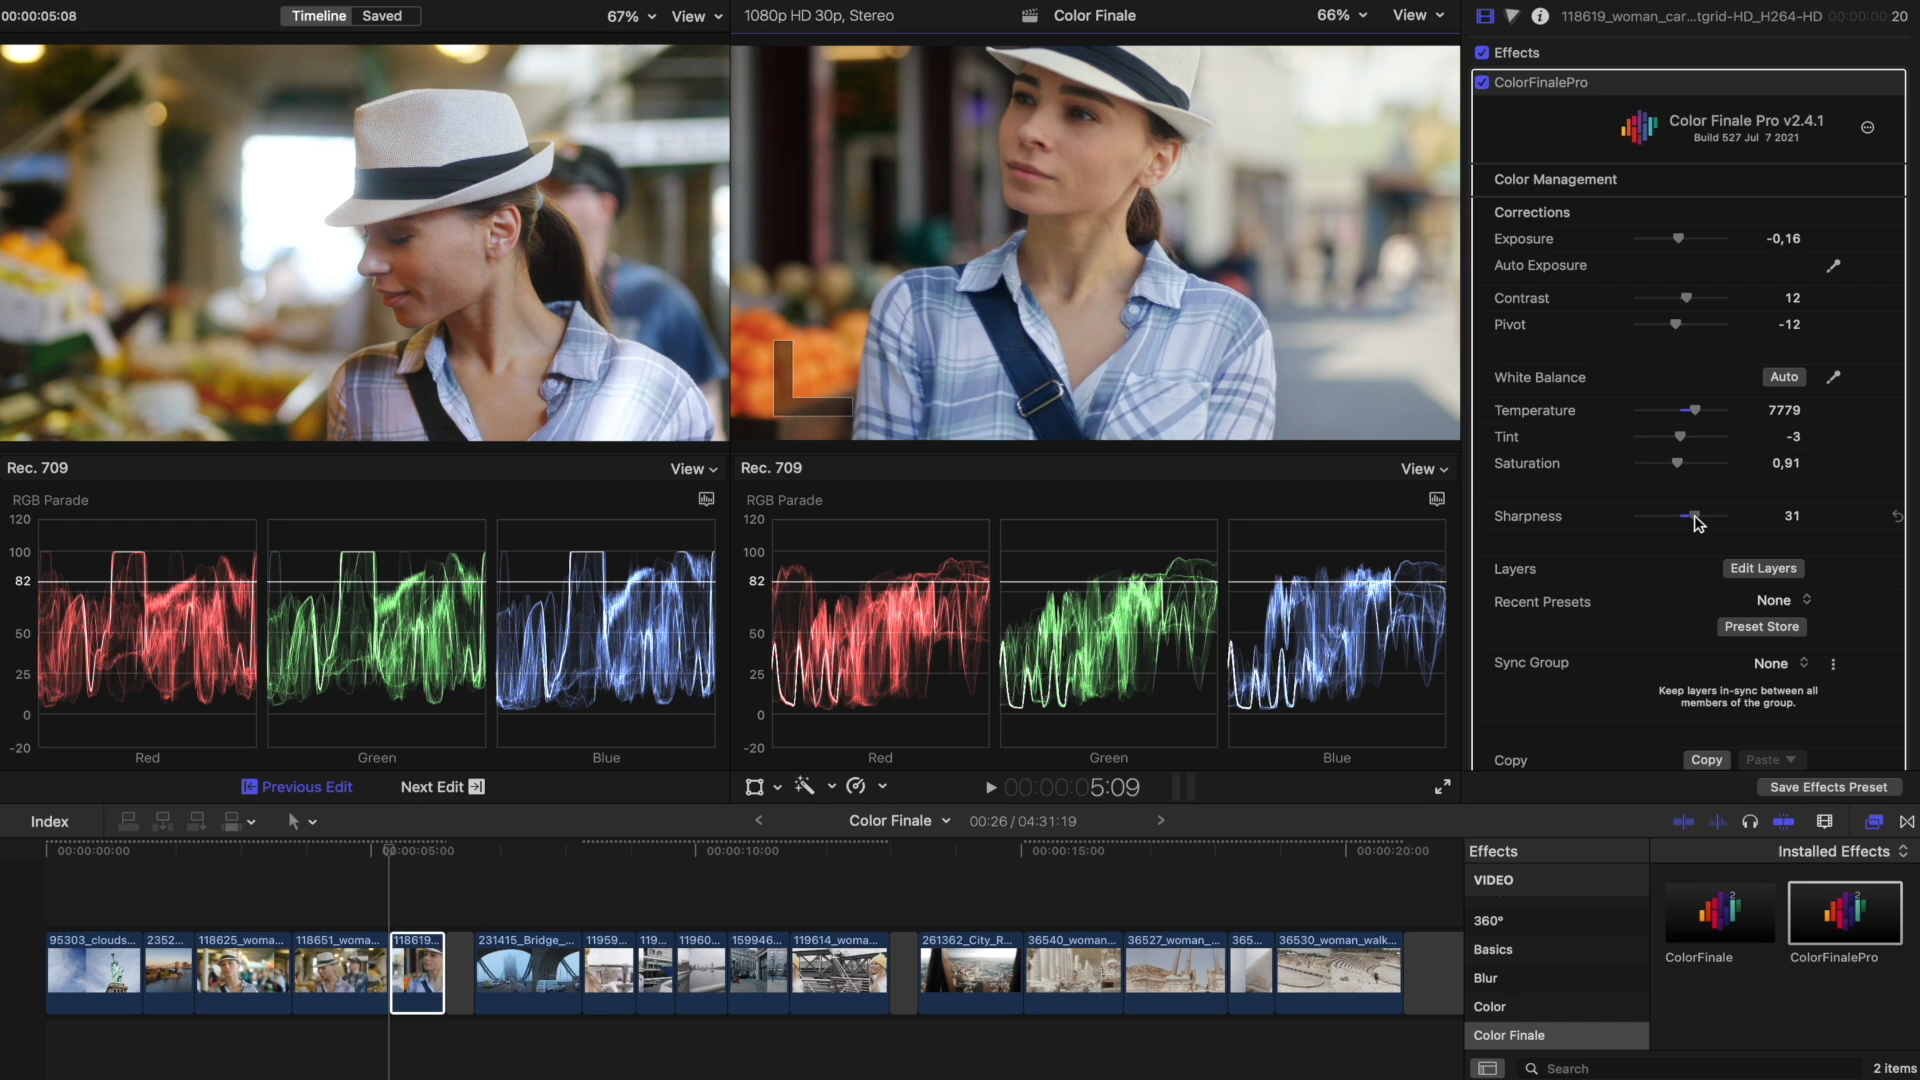 00:00:05:08
Timeline
Saved
67%
View
1080p HD 30p, Stereo
Color Finale
66%
View
118619_woman_car...tgrid-HD_H264-HD
00:00:00:20
Effects
ColorFinalePro
Color Finale Pro v2.4.1
Build 527 Jul 7 2021
Color Management
Corrections
Exposure
-0,16
Auto Exposure
Contrast
12
Pivot
-12
White Balance
Auto
Temperature
7779
Tint
-3
Saturation
0,91
Sharpness
31
Layers
Edit Layers
Recent Presets
None
Preset Store
Sync Group
None
Keep layers in-sync between all
members of the group.
Copy
Copy
Paste
Save Effects Preset
Rec. 709
View
RGB Parade
120
100
82
50
25
0
-20
Red
Green
Blue
Rec. 709
View
RGB Parade
120
100
82
50
25
0
-20
Red
Green
Blue
Previous Edit
Next Edit
00:00:05:09
Index
Color Finale
00:26 / 04:31:19
00:00:00:00
00:00:05:00
00:00:10:00
00:00:15:00
00:00:20:00
95303_clouds...
2352...
118625_woma...
118651_woma...
118619...
231415_Bridge_...
11959...
119...
11960...
159946...
119614_woma...
261362_City_R...
36540_woman...
36527_woman_...
365...
36530_woman_walk...
Effects
Installed Effects
VIDEO
360°
Basics
Blur
Color
Color Finale
2
ColorFinale
2
ColorFinalePro
Search
2 items